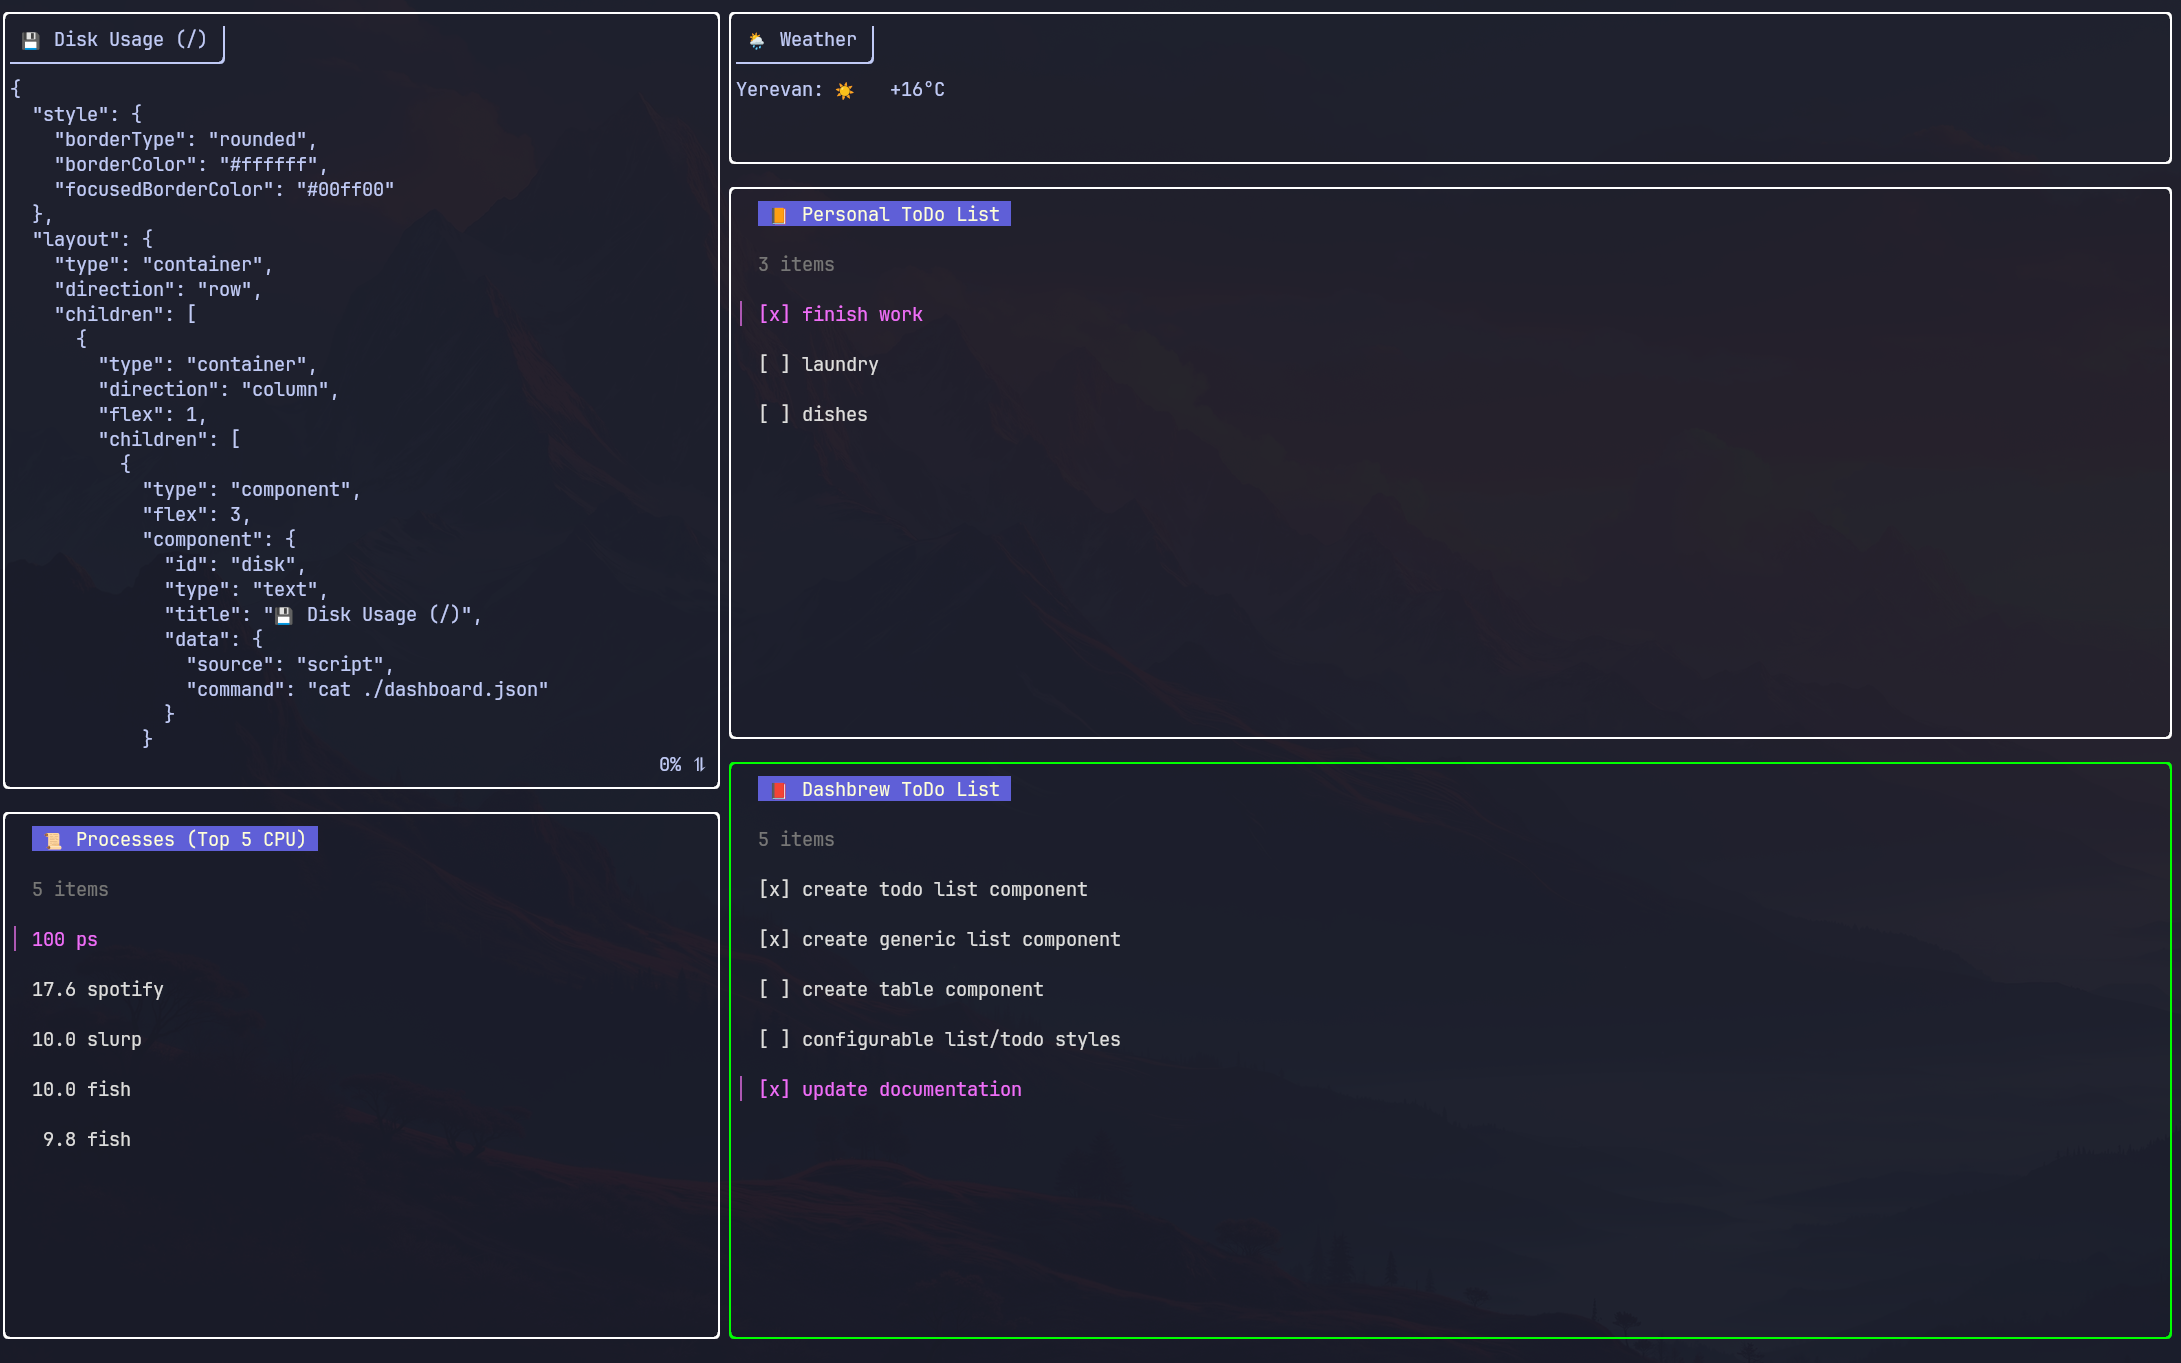 💾 Disk Usage (/)
{
  "style": {
    "borderType": "rounded",
    "borderColor": "#ffffff",
    "focusedBorderColor": "#00ff00"
  },
  "layout": {
    "type": "container",
    "direction": "row",
    "children": [
      {
        "type": "container",
        "direction": "column",
        "flex": 1,
        "children": [
          {
            "type": "component",
            "flex": 3,
            "component": {
              "id": "disk",
              "type": "text",
              "title": "💾 Disk Usage (/)",
              "data": {
                "source": "script",
                "command": "cat ./dashboard.json"
              }
            }
0% ⇅
📜 Processes (Top 5 CPU)
5 items
100 ps
17.6 spotify
10.0 slurp
10.0 fish
9.8 fish
🌦 Weather
Yerevan: ☀️ +16°C
📙 Personal ToDo List
3 items
[x] finish work
[ ] laundry
[ ] dishes
📕 Dashbrew ToDo List
5 items
[x] create todo list component
[x] create generic list component
[ ] create table component
[ ] configurable list/todo styles
[x] update documentation